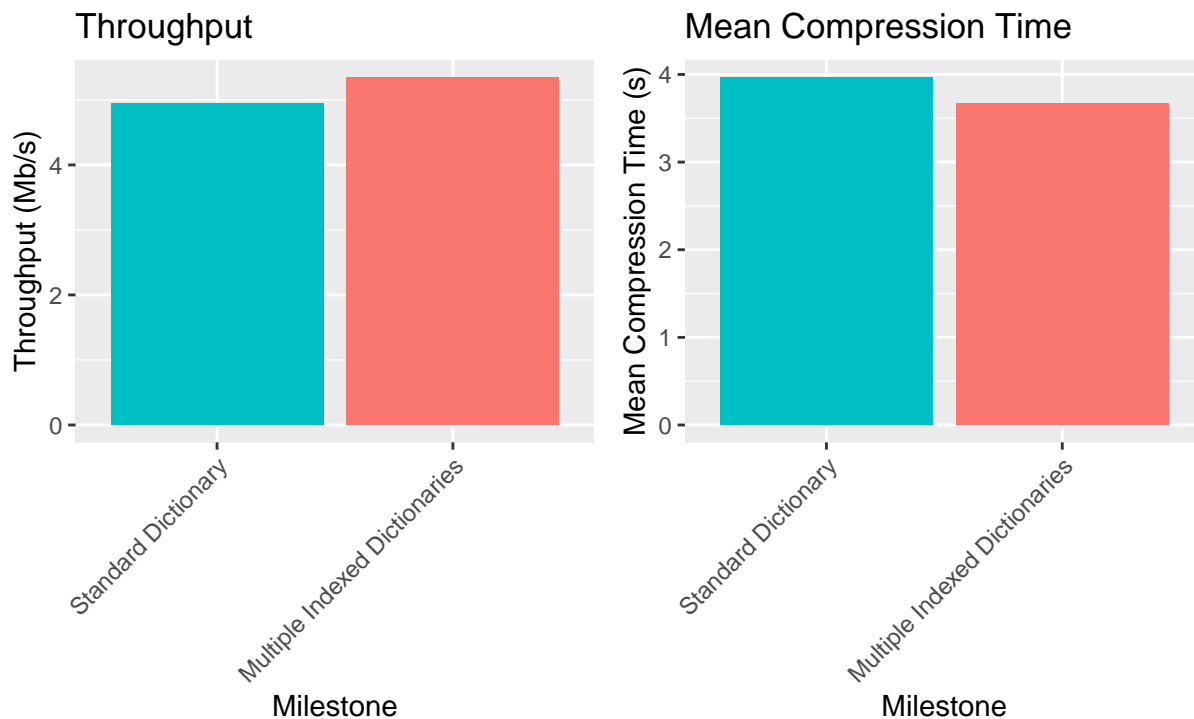 Throughput
Throughput (Mb/s)
4
2
0
Standard Dictionary
Multiple Indexed Dictionaries
Milestone
Mean Compression Time
Mean Compression Time (s)
4
3
2
1
0
Standard Dictionary
Multiple Indexed Dictionaries
Milestone